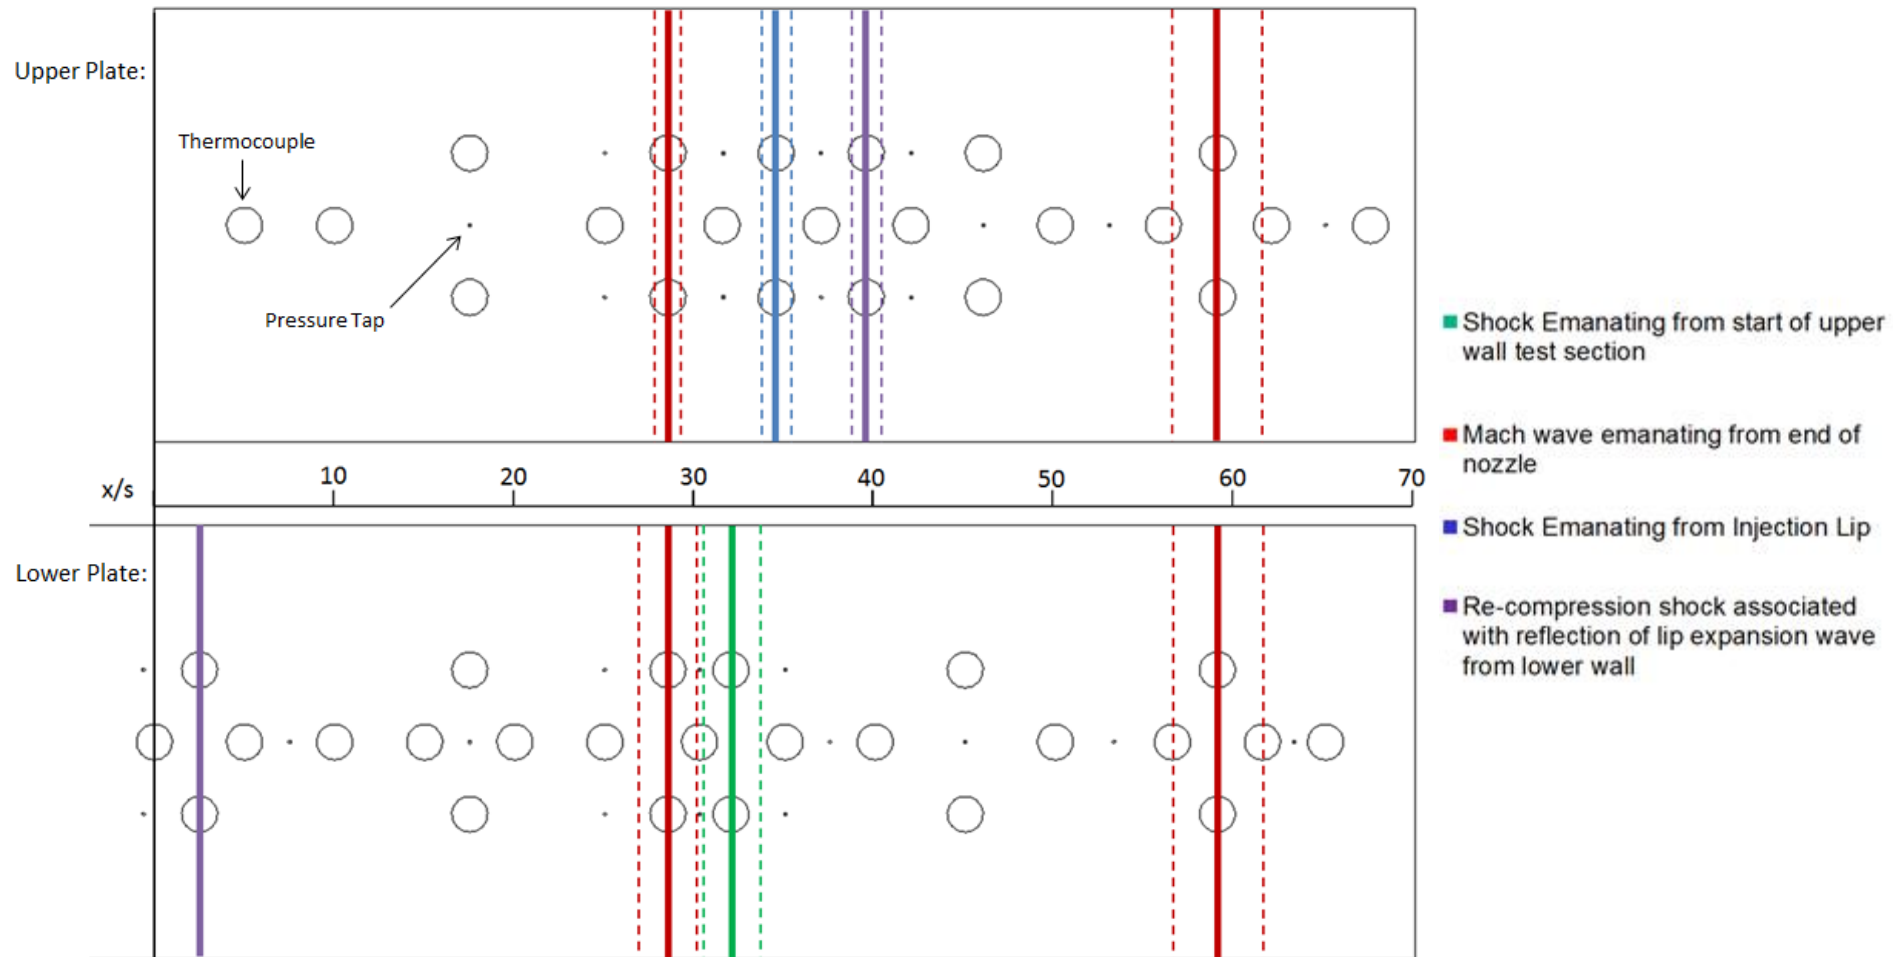 Upper Plate:
Thermocouple
Pressure Tap
x/s
10
20
30
40
50
60
70
Lower Plate:
Shock Emanating from start of upper
wall test section
Mach wave emanating from end of
nozzle
Shock Emanating from Injection Lip
Re-compression shock associated
with reflection of lip expansion wave
from lower wall